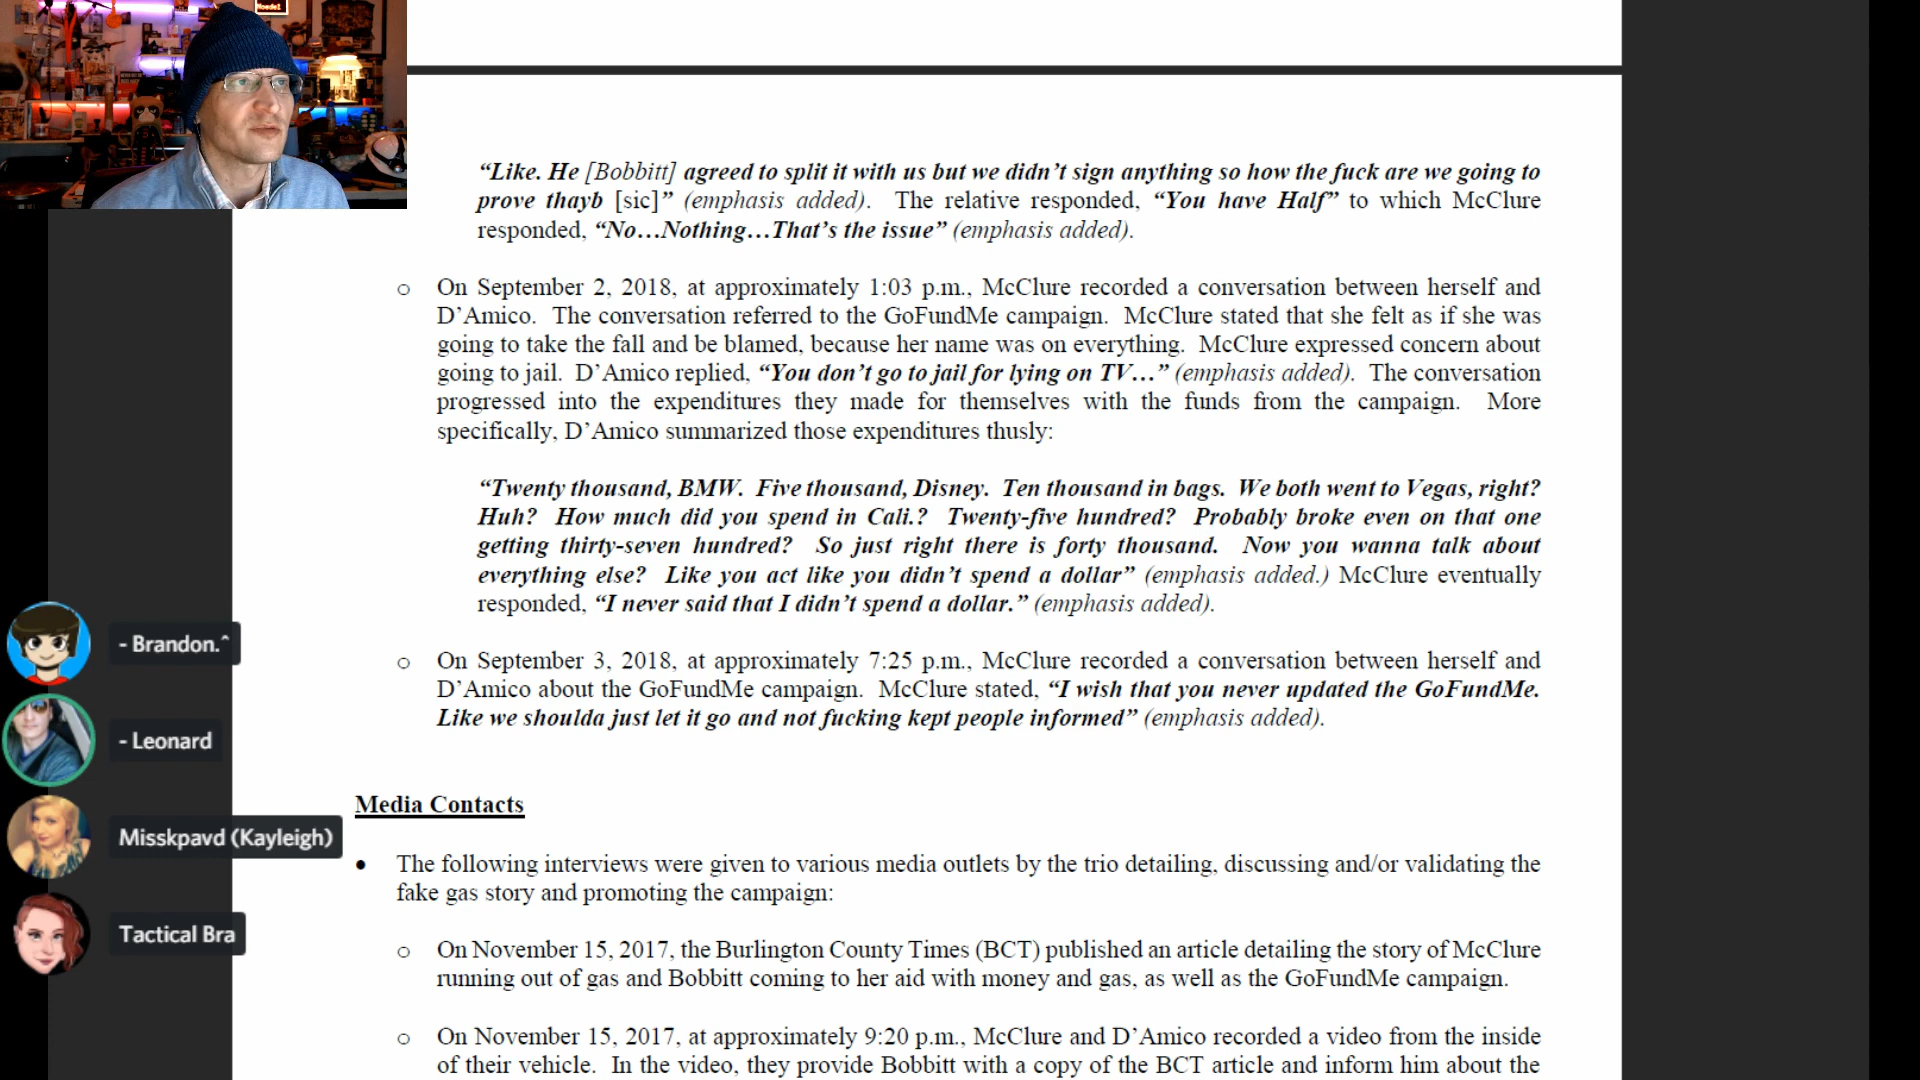 “Like. He [Bobbitt] agreed to split it with us but we didn’t sign anything so how the fuck are we going to
prove thayb [sic]” (emphasis added). The relative responded, “You have Half” to which McClure
responded, “No…Nothing…That’s the issue” (emphasis added).
o On September 2, 2018, at approximately 1:03 p.m., McClure recorded a conversation between herself and
D’Amico. The conversation referred to the GoFundMe campaign. McClure stated that she felt as if she was
going to take the fall and be blamed, because her name was on everything. McClure expressed concern about
going to jail. D’Amico replied, “You don’t go to jail for lying on TV…” (emphasis added). The conversation
progressed into the expenditures they made for themselves with the funds from the campaign. More
specifically, D’Amico summarized those expenditures thusly:
“Twenty thousand, BMW. Five thousand, Disney. Ten thousand in bags. We both went to Vegas, right?
Huh? How much did you spend in Cali.? Twenty-five hundred? Probably broke even on that one
getting thirty-seven hundred? So just right there is forty thousand. Now you wanna talk about
everything else? Like you act like you didn’t spend a dollar” (emphasis added.) McClure eventually
responded, “I never said that I didn’t spend a dollar.” (emphasis added).
o On September 3, 2018, at approximately 7:25 p.m., McClure recorded a conversation between herself and
D’Amico about the GoFundMe campaign. McClure stated, “I wish that you never updated the GoFundMe.
Like we shoulda just let it go and not fucking kept people informed” (emphasis added).
Media Contacts
• The following interviews were given to various media outlets by the trio detailing, discussing and/or validating the
fake gas story and promoting the campaign:
o On November 15, 2017, the Burlington County Times (BCT) published an article detailing the story of McClure
running out of gas and Bobbitt coming to her aid with money and gas, as well as the GoFundMe campaign.
o On November 15, 2017, at approximately 9:20 p.m., McClure and D’Amico recorded a video from the inside
of their vehicle. In the video, they provide Bobbitt with a copy of the BCT article and inform him about the
- Brandon.^
- Leonard
Misskpavd (Kayleigh)
Tactical Bra